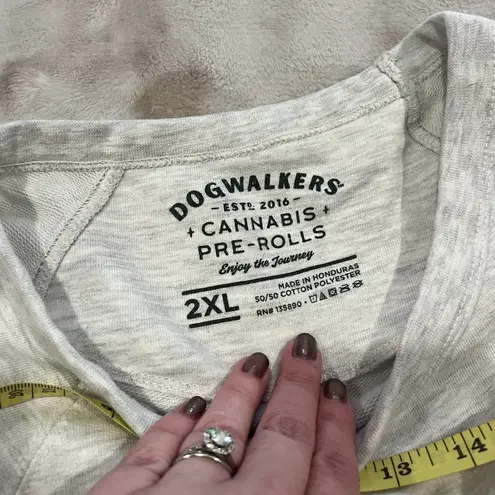 DOGWALKERS™
- ESTD 2016 -
+ CANNABIS +
PRE-ROLLS
Enjoy the Journey
2XL
MADE IN HONDURAS
50/50 COTTON POLYESTER
RN# 135890 •
13 14